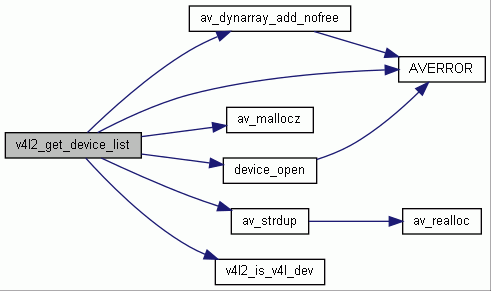 av_dynarray_add_nofree
AVERROR
av_mallocz
v4l2_get_device_list
device_open
av_strdup
av_realloc
v4l2_is_v4l_dev